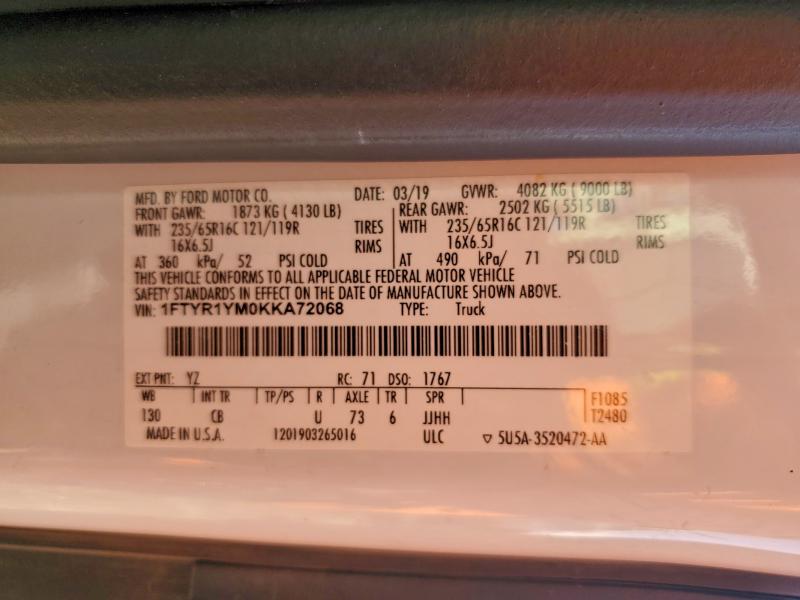 MFD. BY FORD MOTOR CO. DATE: 03/19 GVWR: 4082 KG ( 9000 LB)
FRONT GAWR: 1873 KG ( 4130 LB) REAR GAWR: 2502 KG ( 5515 LB)
WITH 235/65R16C 121/119R TIRES 235/65R16C 121/119R TIRES
16X6.5J RIMS 16X6.5J RIMS
AT 360 kPa/ 52 PSI COLD AT 490 kPa/ 71 PSI COLD
THIS VEHICLE CONFORMS TO ALL APPLICABLE FEDERAL MOTOR VEHICLE
SAFETY STANDARDS IN EFFECT ON THE DATE OF MANUFACTURE SHOWN ABOVE.
VIN: 1FTYR1YM0KKA72068 TYPE: Truck
EXT PNT: YZ RC: 71 DSO: 1767
WB INT TR TP/PS R AXLE TR SPR F1085
130 CB U 73 6 JJHH T2480
MADE IN U.S.A. 1201903265016 ULC ▽ 5U5A-3520472-AA